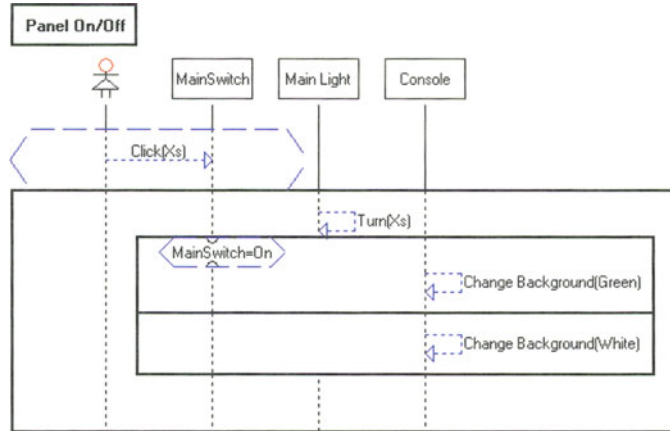 Panel On/Off
MainSwitch
Main Light
Console
Click(Xs)
Turn(Xs)
MainSwitch=On
Change Background(Green)
Change Background(White)